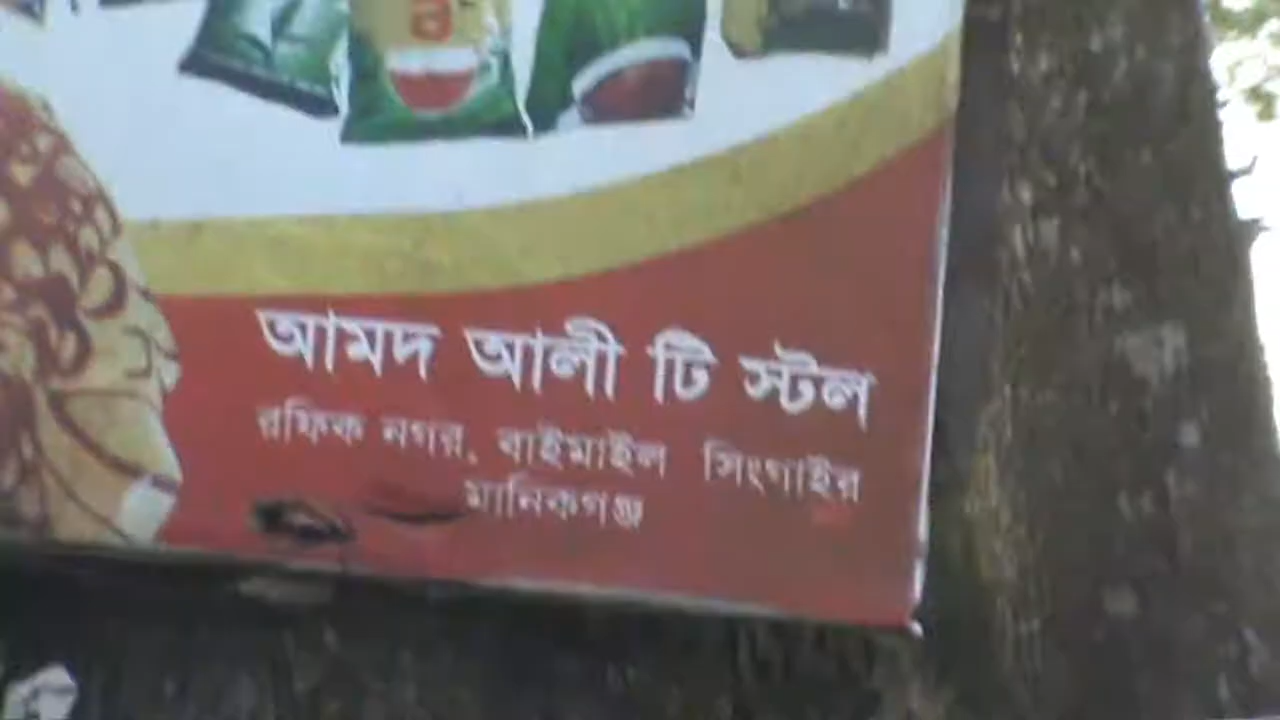 আমদ আলী টি স্টল
রফিক নগর, বাইমাইল সিংগাইর
মানিকগঞ্জ